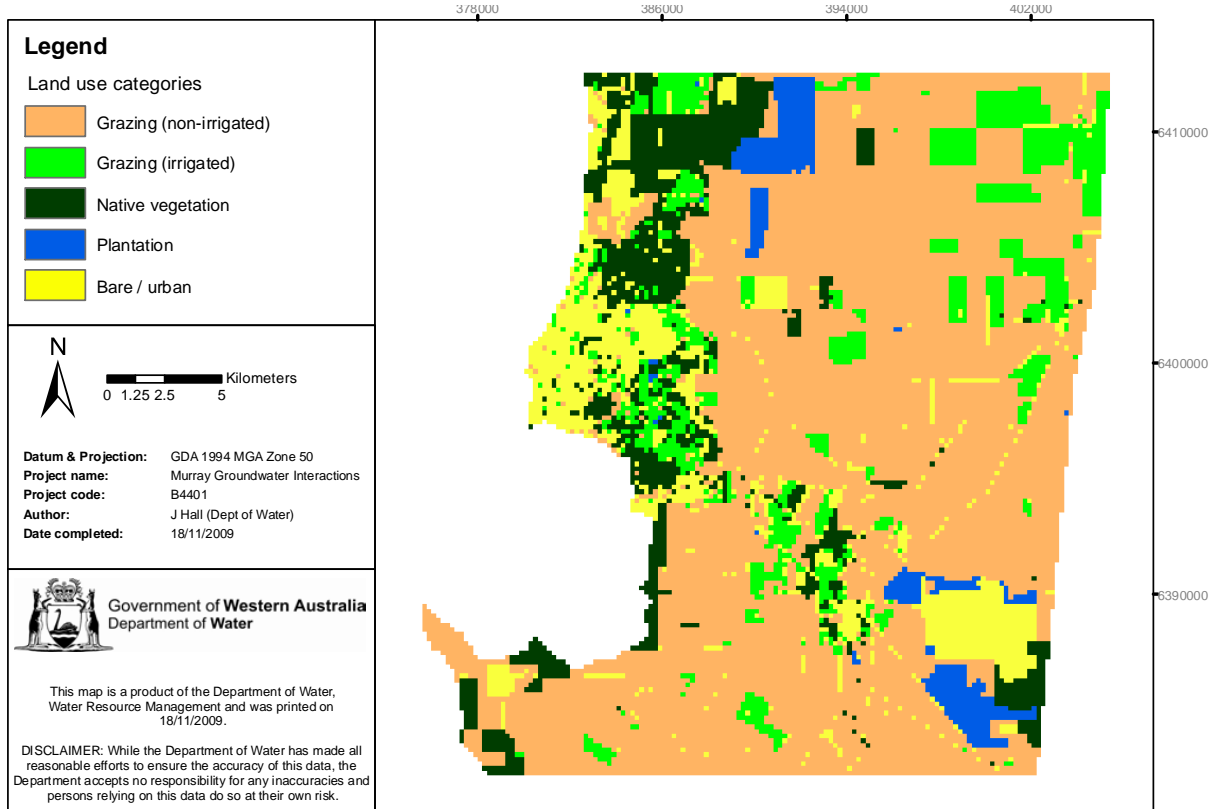 378000 386000 394000 402000
Legend
Land use categories
Grazing (non-irrigated)
Grazing (irrigated)
Native vegetation
Plantation
Bare / urban
N
Kilometers
0 1.25 2.5 5
Datum & Projection: GDA 1994 MGA Zone 50
Project name: Murray Groundwater Interactions
Project code: B4401
Author: J Hall (Dept of Water)
Date completed: 18/11/2009
Government of Western Australia
Department of Water
This map is a product of the Department of Water,
Water Resource Management and was printed on
18/11/2009.
DISCLAIMER: While the Department of Water has made all
reasonable efforts to ensure the accuracy of this data, the
Department accepts no responsibility for any inaccuracies and
persons relying on this data do so at their own risk.
6410000
6400000
6390000